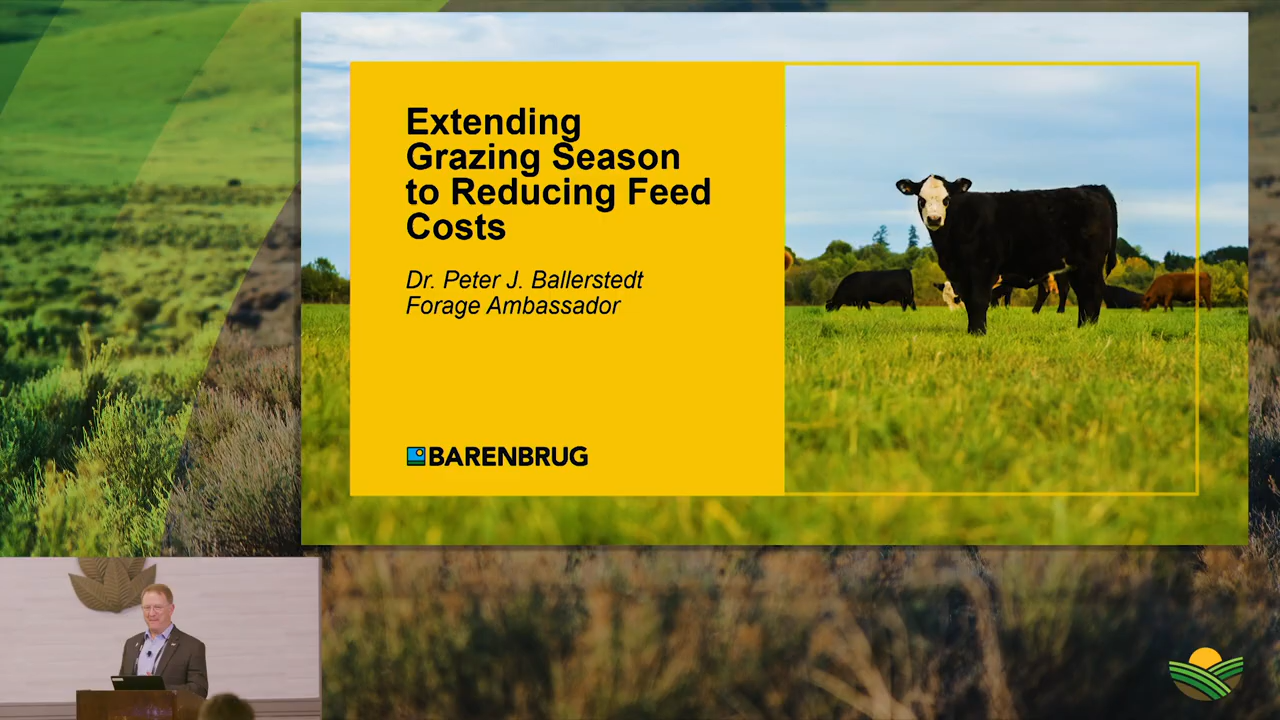 Extending
Grazing Season
to Reducing Feed
Costs
Dr. Peter J. Ballerstedt
Forage Ambassador
BARENBRUG